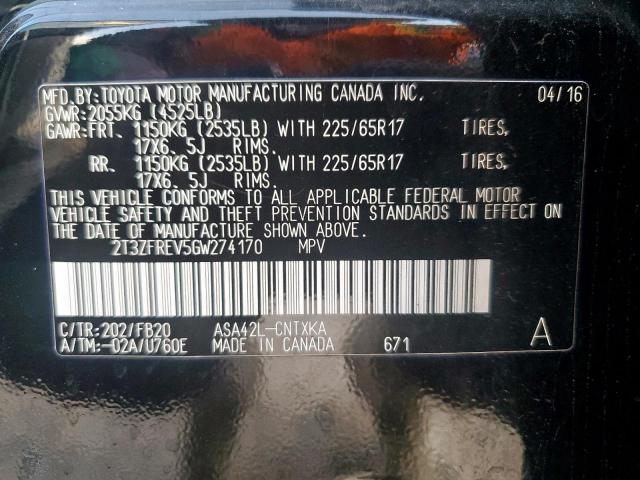 MFD.BY:TOYOTA MOTOR MANUFACTURING CANADA INC. 04/16
GVWR:2055KG (4525LB)
GAWR:FRT. 1150KG (2535LB) WITH 225/65R17 TIRES,
17X6.5J RIMS.
RR. 1150KG (2535LB) WITH 225/65R17 TIRES,
17X6.5J RIMS.
THIS VEHICLE CONFORMS TO ALL APPLICABLE FEDERAL MOTOR
VEHICLE SAFETY AND THEFT PREVENTION STANDARDS IN EFFECT ON
THE DATE OF MANUFACTURE SHOWN ABOVE.
2T3ZFREV5GW274170 MPV
C/TR:202/FB20 ASA42L-CNTXKA A
A/TM:-02A/U760E MADE IN CANADA 671